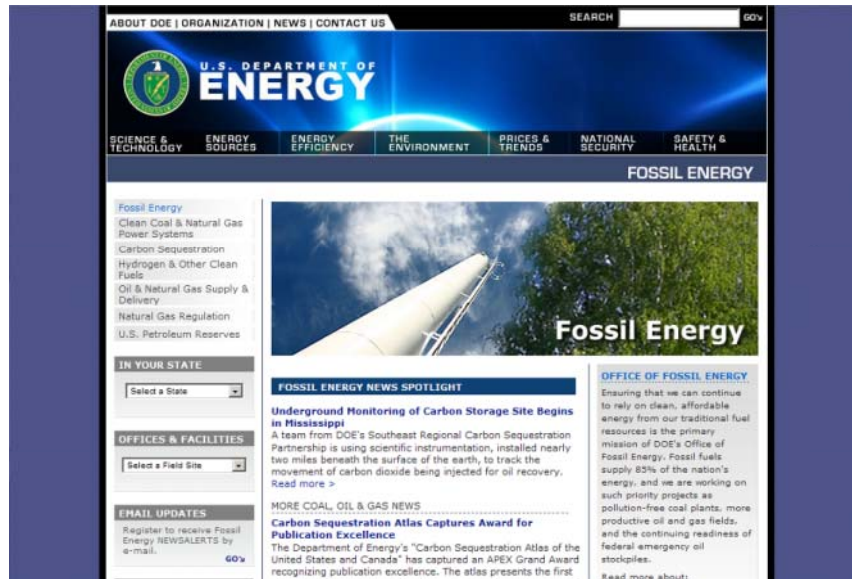 ABOUT DOE | ORGANIZATION | NEWS | CONTACT US
SEARCH
GO
U.S. DEPARTMENT OF
ENERGY
SCIENCE &
TECHNOLOGY
ENERGY
SOURCES
ENERGY
EFFICIENCY
THE
ENVIRONMENT
PRICES &
TRENDS
NATIONAL
SECURITY
SAFETY &
HEALTH
FOSSIL ENERGY
Fossil Energy
Clean Coal & Natural Gas
Power Systems
Carbon Sequestration
Hydrogen & Other Clean
Fuels
Oil & Natural Gas Supply &
Delivery
Natural Gas Regulation
U.S. Petroleum Reserves
IN YOUR STATE
Select a State
OFFICES & FACILITIES
Select a Field Site
EMAIL UPDATES
Register to receive Fossil
Energy NEWSALERTS by
e-mail.
GO
Fossil Energy
FOSSIL ENERGY NEWS SPOTLIGHT
Underground Monitoring of Carbon Storage Site Begins
in Mississippi
A team from DOE's Southeast Regional Carbon Sequestration
Partnership is using scientific instrumentation, installed nearly
two miles beneath the surface of the earth, to track the
movement of carbon dioxide being injected for oil recovery.
Read more >
MORE COAL, OIL & GAS NEWS
Carbon Sequestration Atlas Captures Award for
Publication Excellence
The Department of Energy's "Carbon Sequestration Atlas of the
United States and Canada" has captured an APEX Grand Award
recognizing publication excellence. The atlas presents the first
OFFICE OF FOSSIL ENERGY
Ensuring that we can continue
to rely on clean, affordable
energy from our traditional fuel
resources is the primary
mission of DOE's Office of
Fossil Energy. Fossil fuels
supply 85% of the nation's
energy, and we are working on
such priority projects as
pollution-free coal plants, more
productive oil and gas fields,
and the continuing readiness of
federal emergency oil
stockpiles.
Read more about: